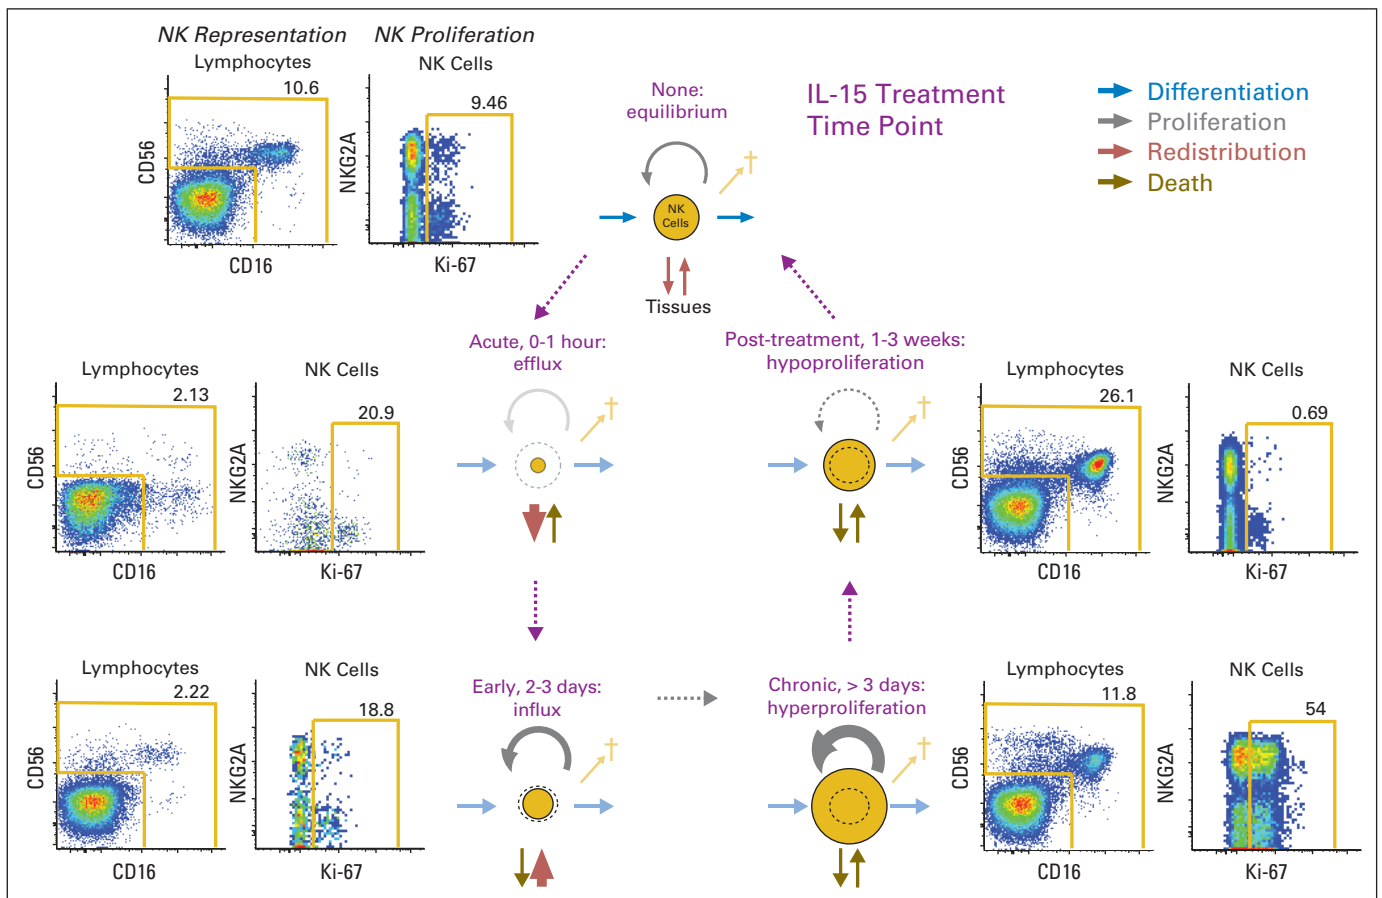 NK Representation
NK Proliferation
Lymphocytes
NK Cells
10.6
9.46
CD56
NKG2A
CD16
Ki-67
None:
equilibrium
NK
Cells
Tissues
IL-15 Treatment
Time Point
Differentiation
Proliferation
Redistribution
Death
Lymphocytes
NK Cells
2.13
20.9
CD56
NKG2A
CD16
Ki-67
Acute, 0-1 hour:
efflux
Post-treatment, 1-3 weeks:
hypoproliferation
Lymphocytes
NK Cells
26.1
0.69
CD56
NKG2A
CD16
Ki-67
Lymphocytes
NK Cells
2.22
18.8
CD56
NKG2A
CD16
Ki-67
Early, 2-3 days:
influx
Chronic, > 3 days:
hyperproliferation
Lymphocytes
NK Cells
11.8
54
CD56
NKG2A
CD16
Ki-67